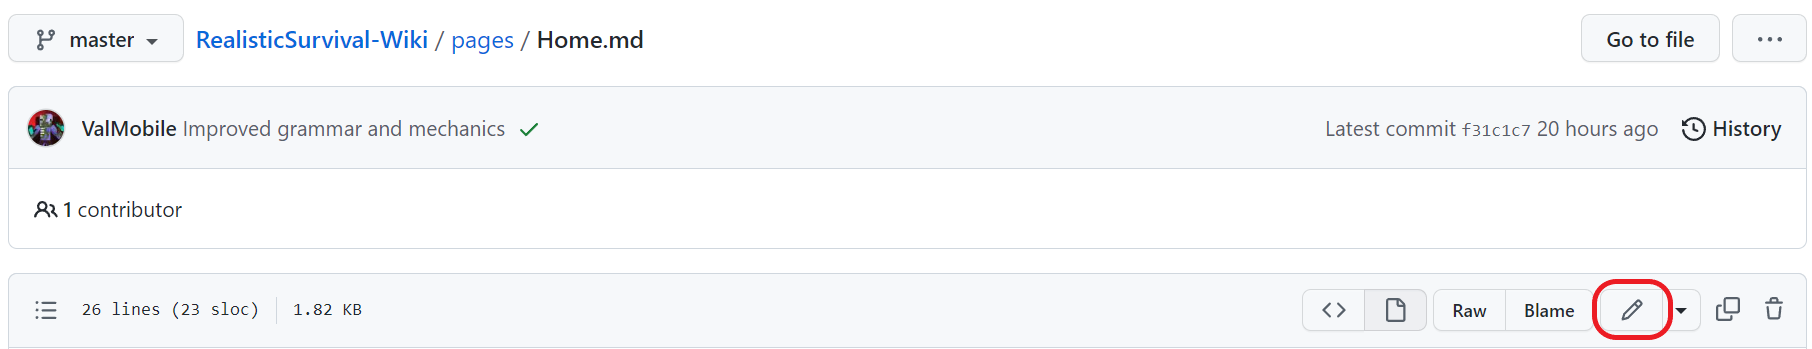 master RealisticSurvival-Wiki / pages / Home.md Go to file ...
ValMobile Improved grammar and mechanics Latest commit f31c1c7 20 hours ago History
1 contributor
26 lines (23 sloc) 1.82 KB Raw Blame